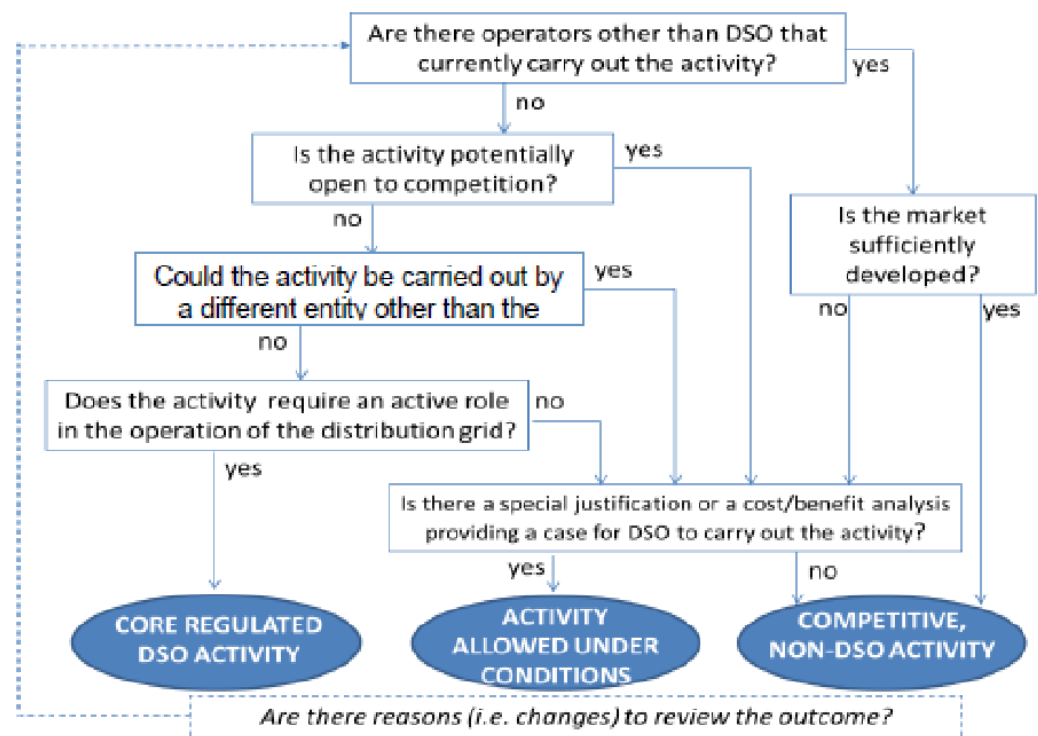 Are there operators other than DSO that
currently carry out the activity?
yes
no
Is the activity potentially
open to competition?
yes
no
Is the market
sufficiently
developed?
Could the activity be carried out by
a different entity other than the
yes
no
yes
no
Does the activity require an active role
in the operation of the distribution grid?
no
yes
Is there a special justification or a cost/benefit analysis
providing a case for DSO to carry out the activity?
yes
no
CORE REGULATED
DSO ACTIVITY
ACTIVITY
ALLOWED UNDER
CONDITIONS
COMPETITIVE,
NON-DSO ACTIVITY
Are there reasons (i.e. changes) to review the outcome?